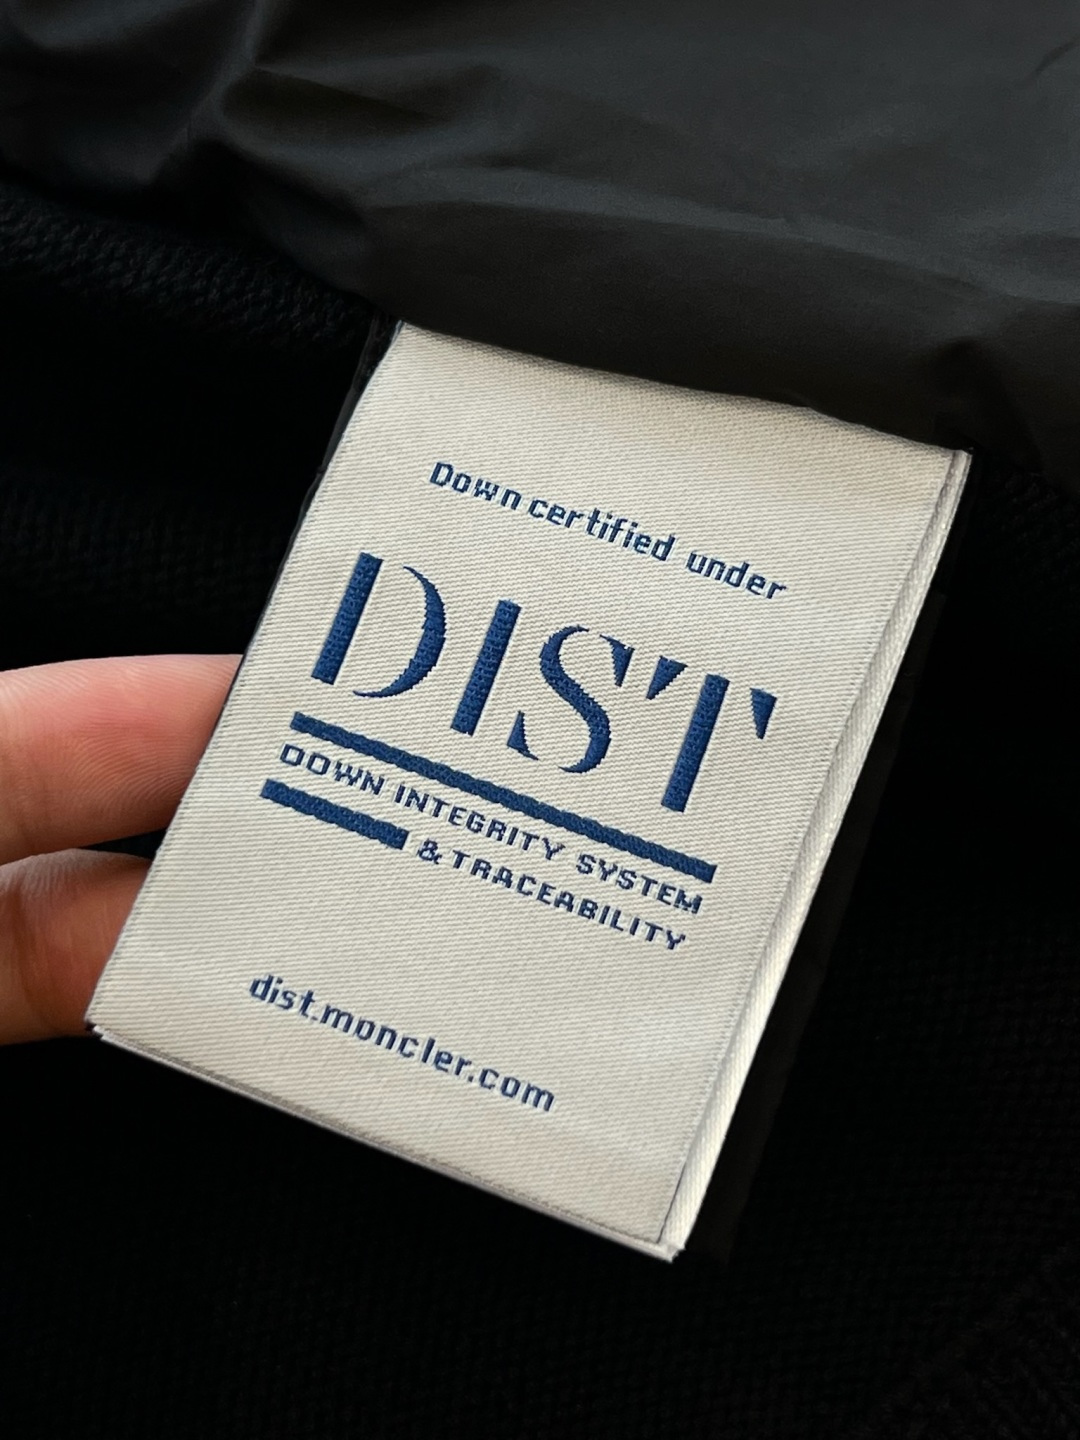 Down certified under
DIST
DOWN INTEGRITY SYSTEM
& TRACEABILITY
dist.moncler.com